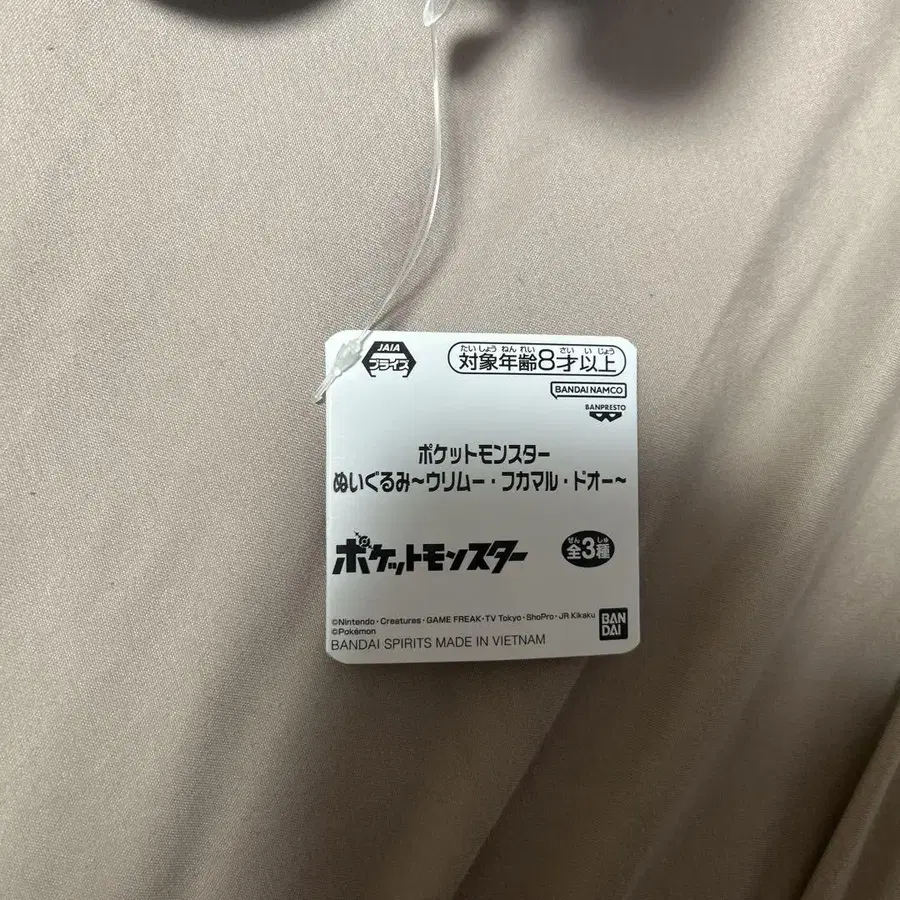 JAIA
プライズ
たいしょうねんれい さい いじょう
対象年齢8才以上
BANDAI NAMCO
BANPRESTO
ポケットモンスター
ぬいぐるみ~ウリムー・フカマル・ドオー~
ポケットモンスター
ぜん しゅ
全3種
©Nintendo・Creatures・GAME FREAK・TV Tokyo・ShoPro・JR Kikaku
©Pokémon
BANDAI SPIRITS MADE IN VIETNAM
BAN
DAI